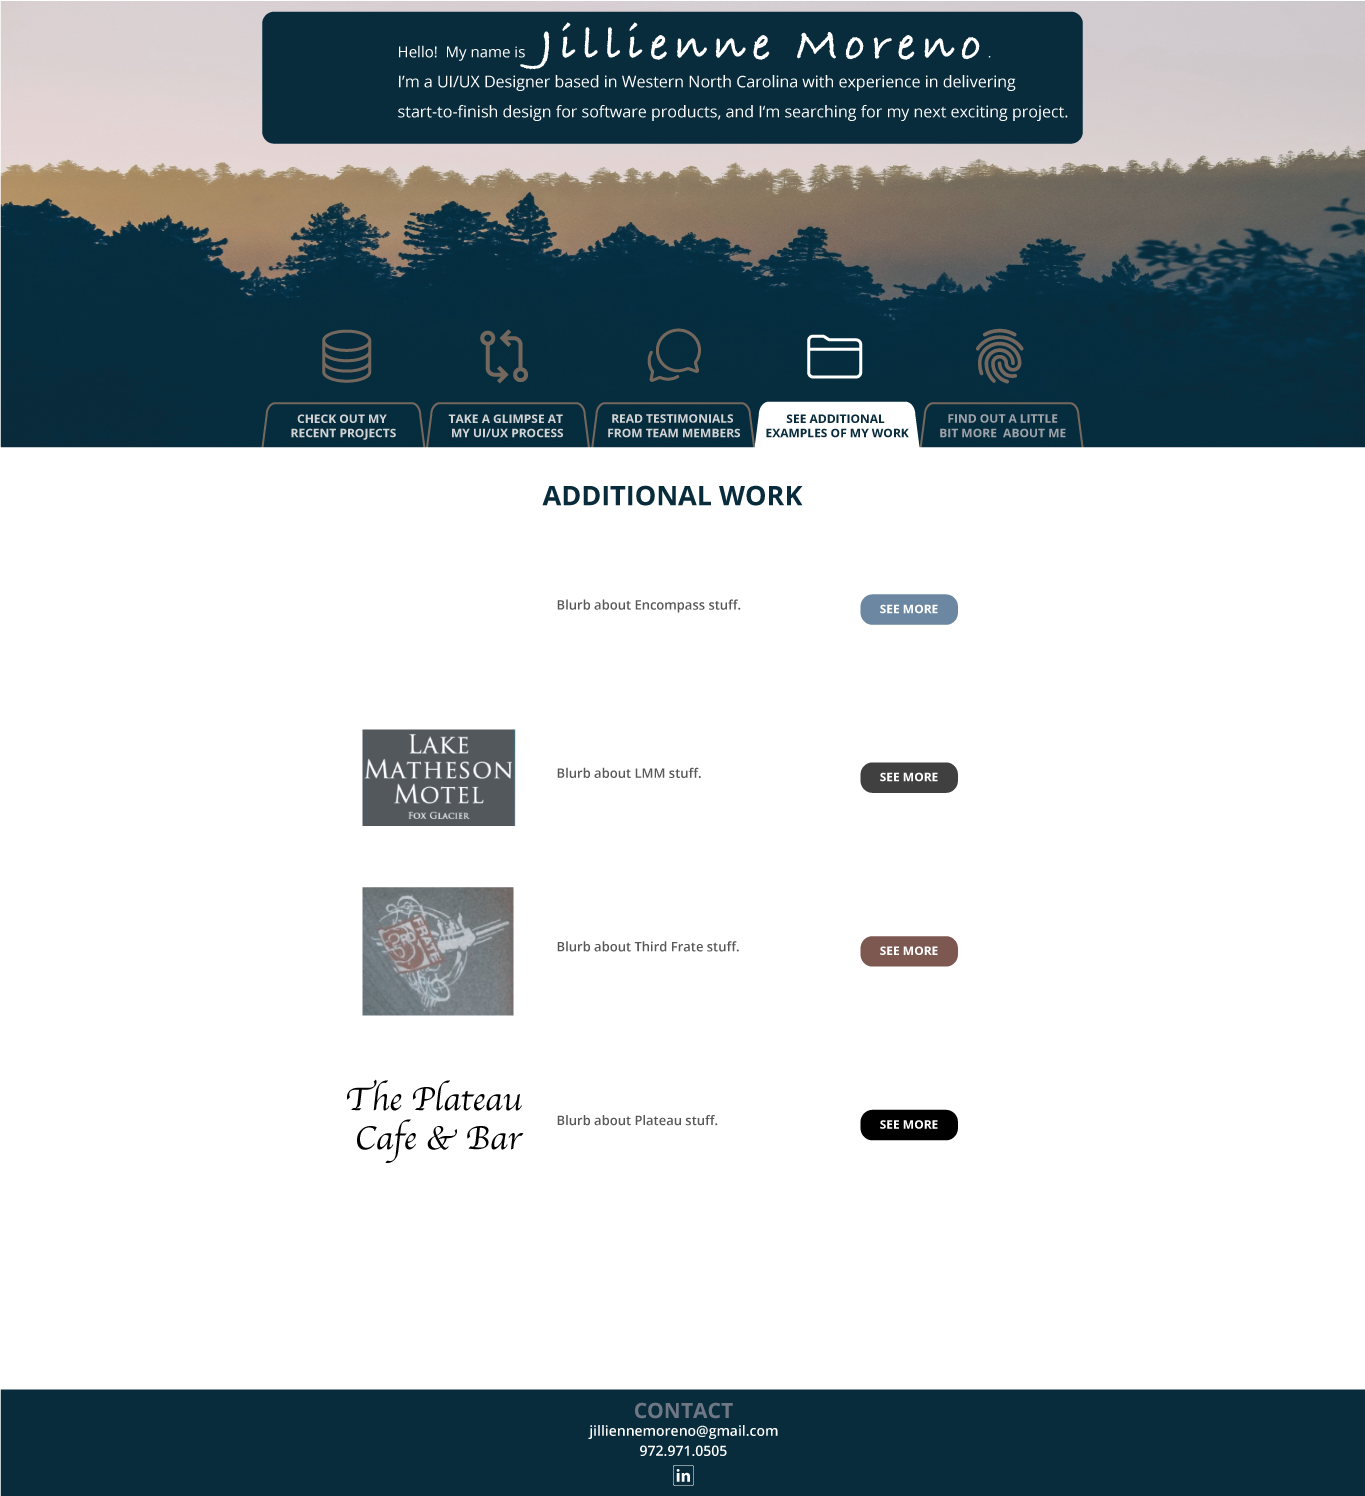 Hello! My name is Jillienne Moreno .
I'm a UI/UX Designer based in Western North Carolina with experience in delivering
start-to-finish design for software products, and I'm searching for my next exciting project.
CHECK OUT MY
RECENT PROJECTS
TAKE A GLIMPSE AT
MY UI/UX PROCESS
READ TESTIMONIALS
FROM TEAM MEMBERS
SEE ADDITIONAL
EXAMPLES OF MY WORK
FIND OUT A LITTLE
BIT MORE ABOUT ME
ADDITIONAL WORK
Blurb about Encompass stuff.
SEE MORE
LAKE
MATHESON
MOTEL
FOX GLACIER
Blurb about LMM stuff.
SEE MORE
3RD
FRATE
Blurb about Third Frate stuff.
SEE MORE
The Plateau
Cafe & Bar
Blurb about Plateau stuff.
SEE MORE
CONTACT
jilliennemoreno@gmail.com
972.971.0505
in